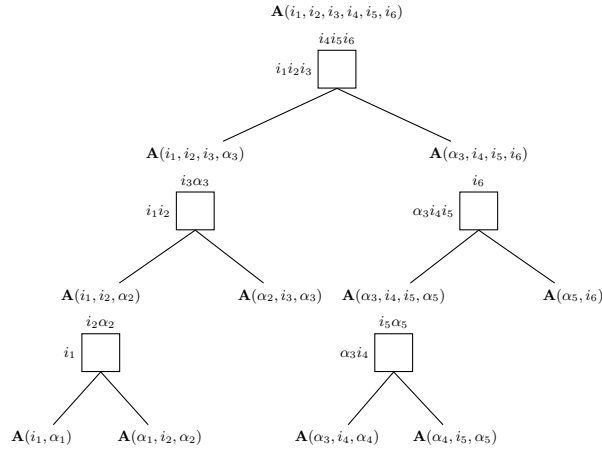 A(i₁, i₂, i₃, i₄, i₅, i₆)
i₄i₅i₆
i₁i₂i₃
A(i₁, i₂, i₃, α₃) A(α₃, i₄, i₅, i₆)
i₃α₃ i₆
i₁i₂ α₃i₄i₅
A(i₁, i₂, α₂) A(α₂, i₃, α₃) A(α₃, i₄, i₅, α₅) A(α₅, i₆)
i₂α₂ i₅α₅
i₁ α₃i₄
A(i₁, α₁) A(α₁, i₂, α₂) A(α₃, i₄, α₄) A(α₄, i₅, α₅)